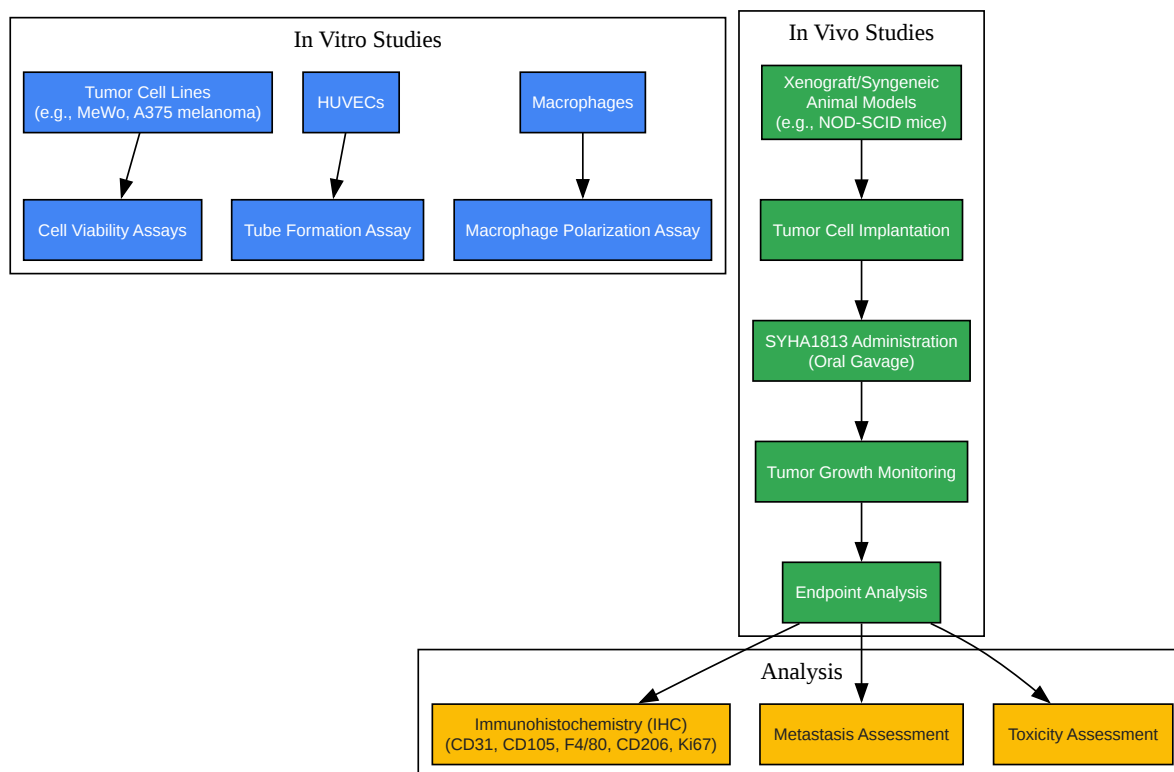 In Vitro Studies
Tumor Cell Lines
(e.g., MeWo, A375 melanoma)
HUVECs
Macrophages
Cell Viability Assays
Tube Formation Assay
Macrophage Polarization Assay
In Vivo Studies
Xenograft/Syngeneic
Animal Models
(e.g., NOD-SCID mice)
Tumor Cell Implantation
SYHA1813 Administration
(Oral Gavage)
Tumor Growth Monitoring
Endpoint Analysis
Analysis
Immunohistochemistry (IHC)
(CD31, CD105, F4/80, CD206, Ki67)
Metastasis Assessment
Toxicity Assessment